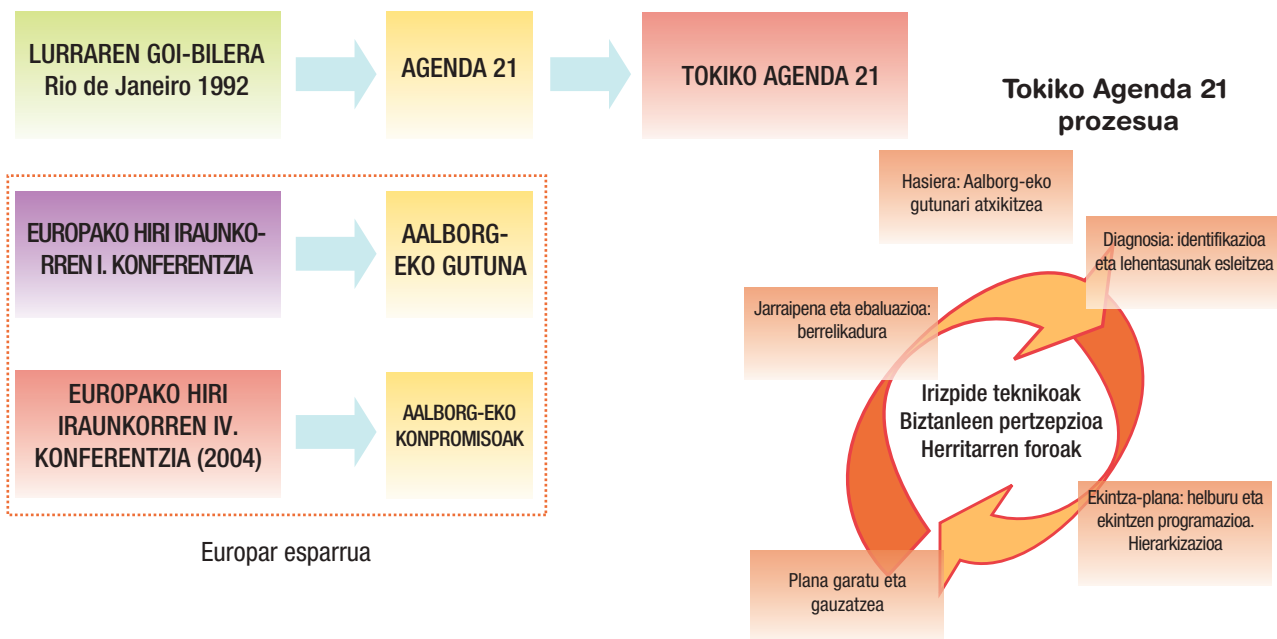 LURRAREN GOI-BILERA
Rio de Janeiro 1992
AGENDA 21
TOKIKO AGENDA 21
EUROPAKO HIRI IRAUNKO-
RREN I. KONFERENTZIA
AALBORG-
EKO GUTUNA
EUROPAKO HIRI
IRAUNKORREN IV.
KONFERENTZIA (2004)
AALBORG-EKO
KONPROMISOAK
Europar esparrua
Tokiko Agenda 21
prozesua
Hasiera: Aalborg-eko
gutunari atxikitzea
Diagnosia: identifikazioa
eta lehentasunak esleitzea
Jarraipena eta ebaluazioa:
berrelikadura
Irizpide teknikoak
Biztanleen pertzepzioa
Herritarren foroak
Ekintza-plana: helburu eta
ekintzen programazioa.
Hierarkizazioa
Plana garatu eta
gauzatzea